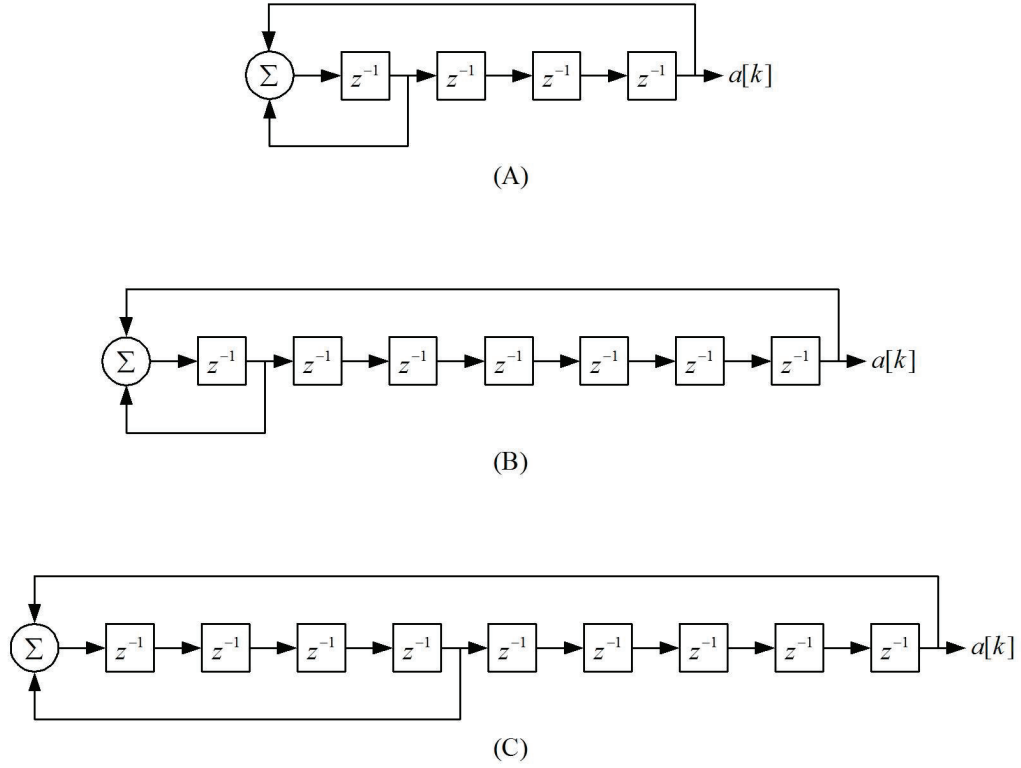 Σ z⁻¹ z⁻¹ z⁻¹ z⁻¹ a[k]
(A)
Σ z⁻¹ z⁻¹ z⁻¹ z⁻¹ z⁻¹ z⁻¹ z⁻¹ a[k]
(B)
Σ z⁻¹ z⁻¹ z⁻¹ z⁻¹ z⁻¹ z⁻¹ z⁻¹ z⁻¹ z⁻¹ a[k]
(C)